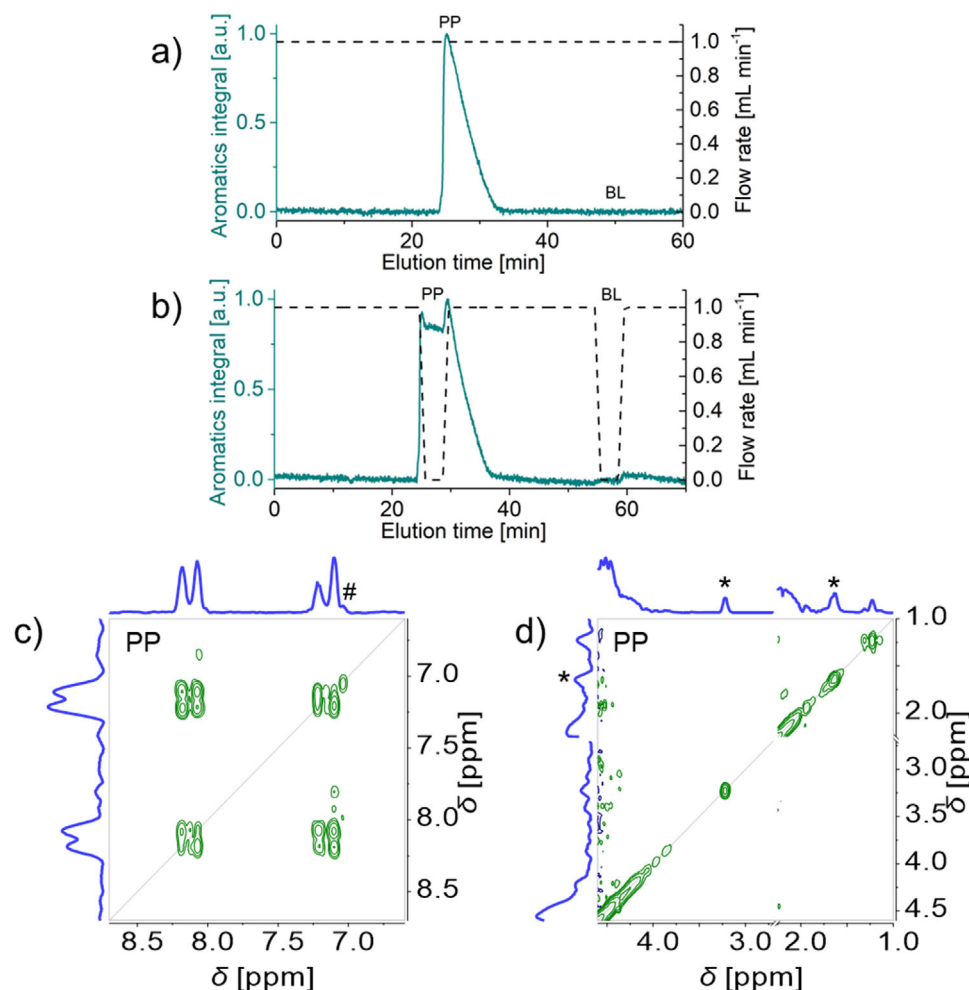 a)
PP
BL
Aromatics integral [a.u.]
1.0
0.5
0.0
Flow rate [mL min⁻¹]
1.0
0.8
0.6
0.4
0.2
0.0
0 20 40 60
Elution time [min]
b)
PP
BL
Aromatics integral [a.u.]
1.0
0.5
0.0
Flow rate [mL min⁻¹]
1.0
0.8
0.6
0.4
0.2
0.0
0 20 40 60
Elution time [min]
c)
#
PP
7.0
7.5
8.0
8.5
δ [ppm]
8.5 8.0 7.5 7.0
δ [ppm]
d)
* *
*
PP
1.0
2.0
3.0
3.5
4.0
4.5
δ [ppm]
4.0 3.0 2.0 1.0
δ [ppm]